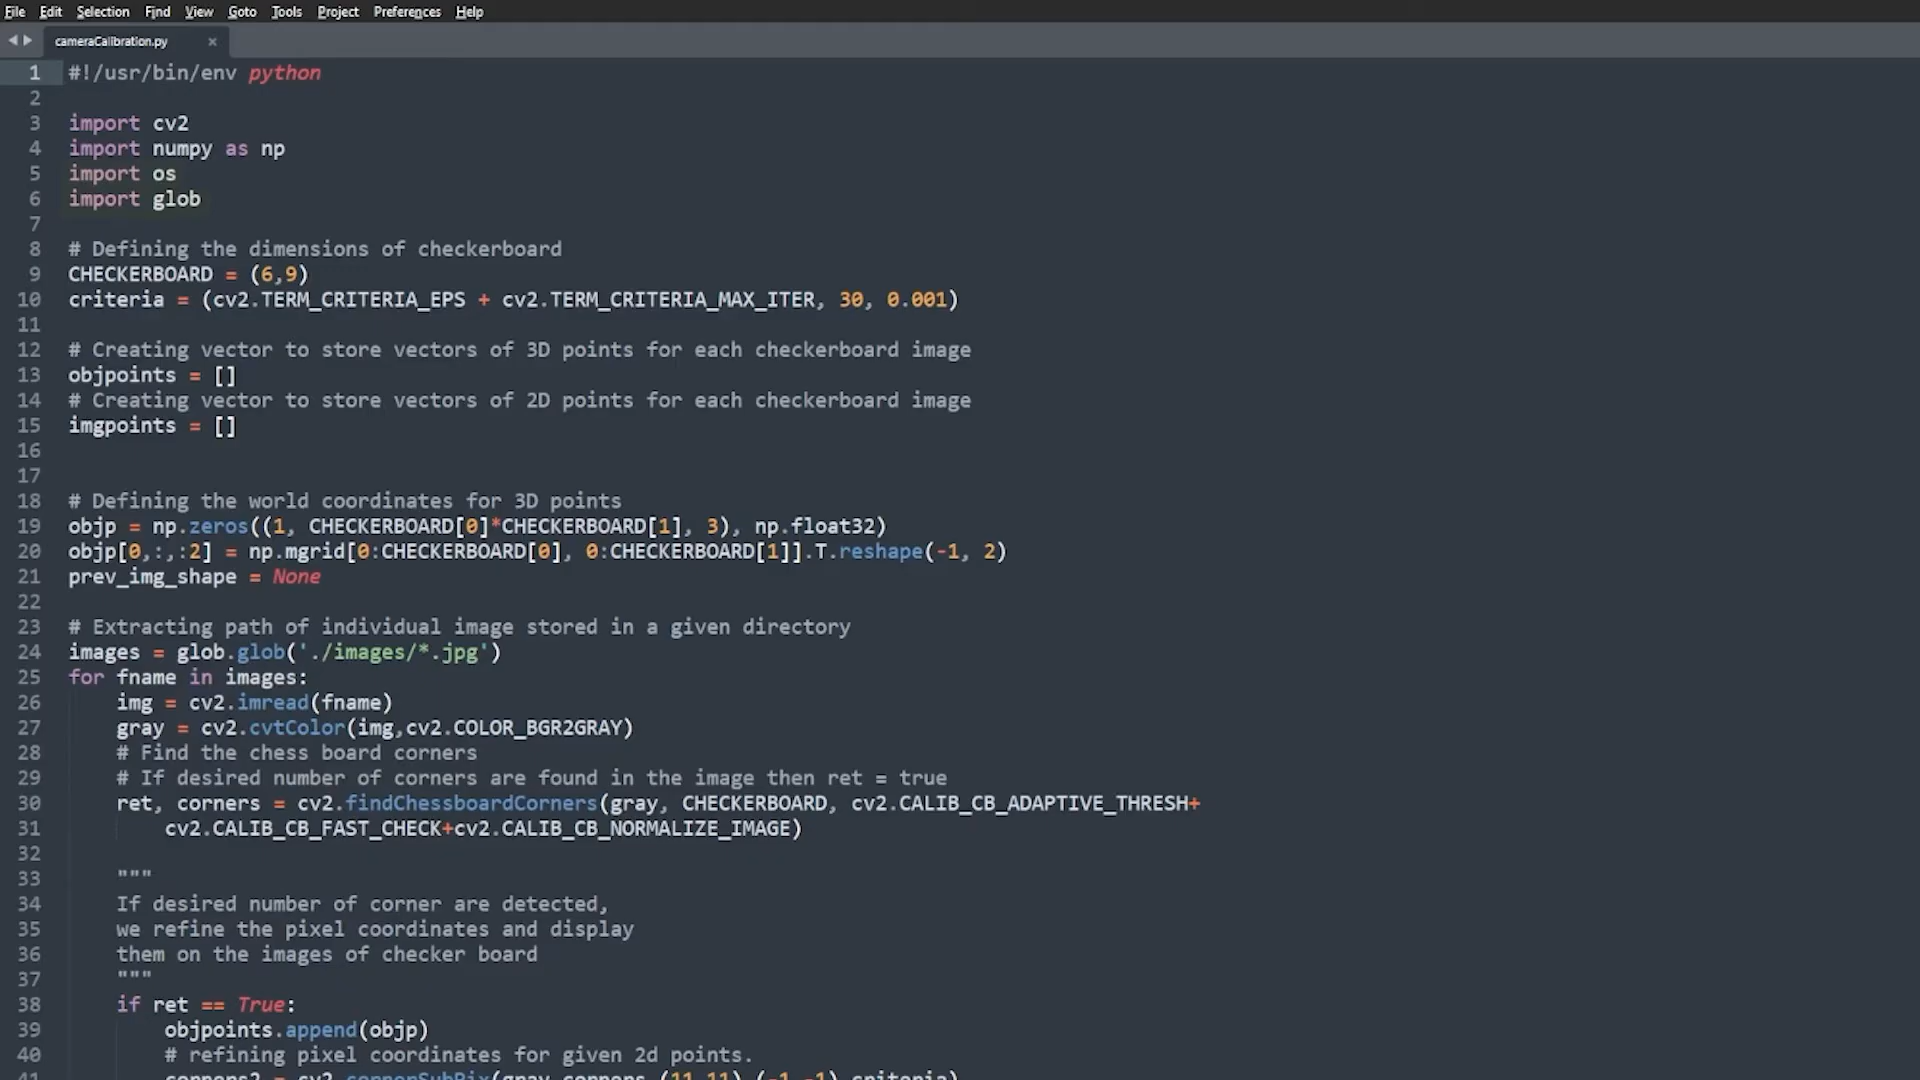 File Edit Selection Find View Goto Tools Project Preferences Help
cameraCalibration.py ×
1 #!/usr/bin/env python
2
3 import cv2
4 import numpy as np
5 import os
6 import glob
7
8 # Defining the dimensions of checkerboard
9 CHECKERBOARD = (6,9)
10 criteria = (cv2.TERM_CRITERIA_EPS + cv2.TERM_CRITERIA_MAX_ITER, 30, 0.001)
11
12 # Creating vector to store vectors of 3D points for each checkerboard image
13 objpoints = []
14 # Creating vector to store vectors of 2D points for each checkerboard image
15 imgpoints = []
16
17
18 # Defining the world coordinates for 3D points
19 objp = np.zeros((1, CHECKERBOARD[0]*CHECKERBOARD[1], 3), np.float32)
20 objp[0,:,:2] = np.mgrid[0:CHECKERBOARD[0], 0:CHECKERBOARD[1]].T.reshape(-1, 2)
21 prev_img_shape = None
22
23 # Extracting path of individual image stored in a given directory
24 images = glob.glob('./images/*.jpg')
25 for fname in images:
26 img = cv2.imread(fname)
27 gray = cv2.cvtColor(img,cv2.COLOR_BGR2GRAY)
28 # Find the chess board corners
29 # If desired number of corners are found in the image then ret = true
30 ret, corners = cv2.findChessboardCorners(gray, CHECKERBOARD, cv2.CALIB_CB_ADAPTIVE_THRESH+
31 cv2.CALIB_CB_FAST_CHECK+cv2.CALIB_CB_NORMALIZE_IMAGE)
32
33 """
34 If desired number of corner are detected,
35 we refine the pixel coordinates and display
36 them on the images of checker board
37 """
38 if ret == True:
39 objpoints.append(objp)
40 # refining pixel coordinates for given 2d points.
41 corners2 = cv2.cornerSubPix(gray,corners,(11,11),(-1,-1),criteria)